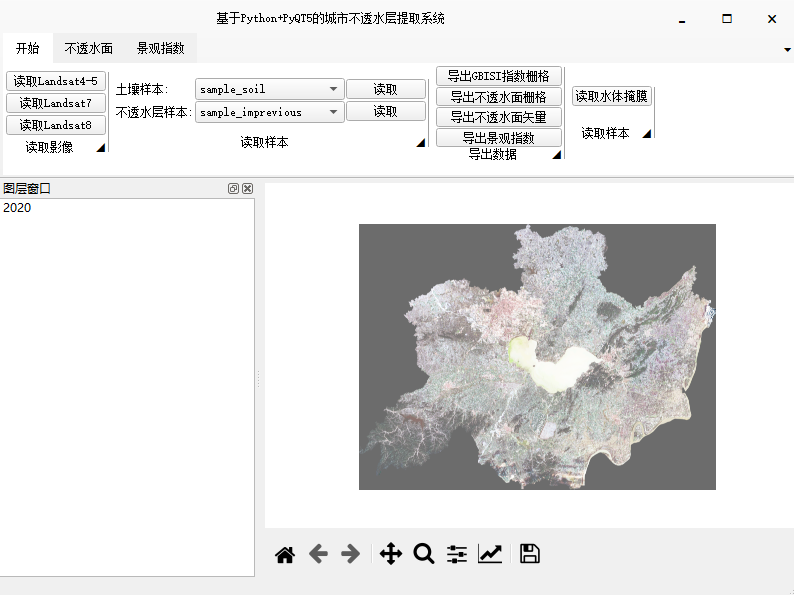 基于Python+PyQT5的城市不透水层提取系统
开始 不透水面 景观指数
读取Landsat4-5
读取Landsat7
读取Landsat8
读取影像
土壤样本: sample_soil 读取
不透水层样本: sample_imprevious 读取
读取样本
导出GBISI指数栅格
导出不透水面栅格
导出不透水面矢量
导出景观指数
导出数据
读取水体掩膜
读取样本
图层窗口
2020